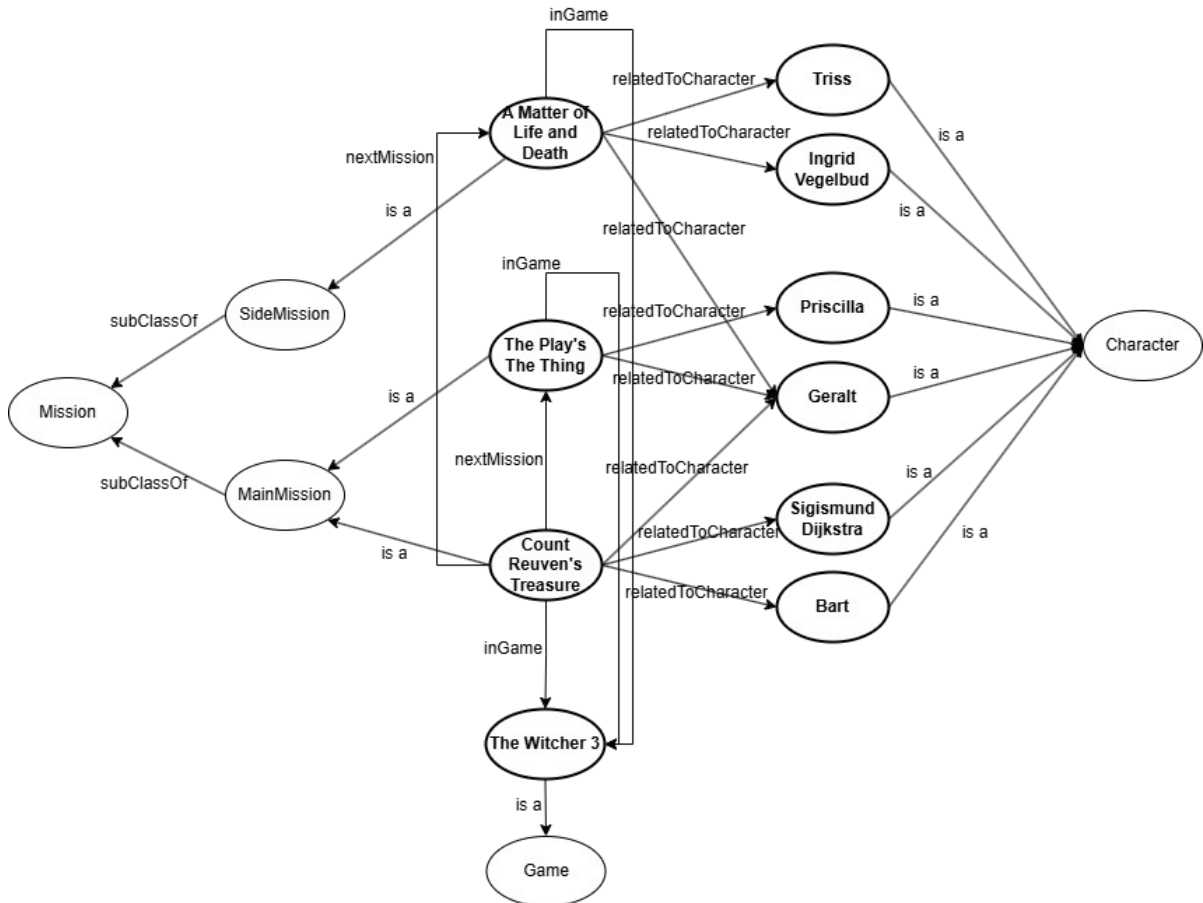 inGame
relatedToCharacter
Triss
A Matter of
Life and
Death
is a
relatedToCharacter
nextMission
Ingrid
Vegelbud
is a
is a
relatedToCharacter
inGame
SideMission
subClassOf
relatedToCharacter
Priscilla
is a
The Play's
The Thing
Character
relatedToCharacter
Geralt
is a
Mission
is a
nextMission
relatedToCharacter
is a
subClassOf
MainMission
Sigismund
Dijkstra
relatedToCharacter
is a
is a
Count
Reuven's
Treasure
relatedToCharacter
Bart
inGame
The Witcher 3
is a
Game